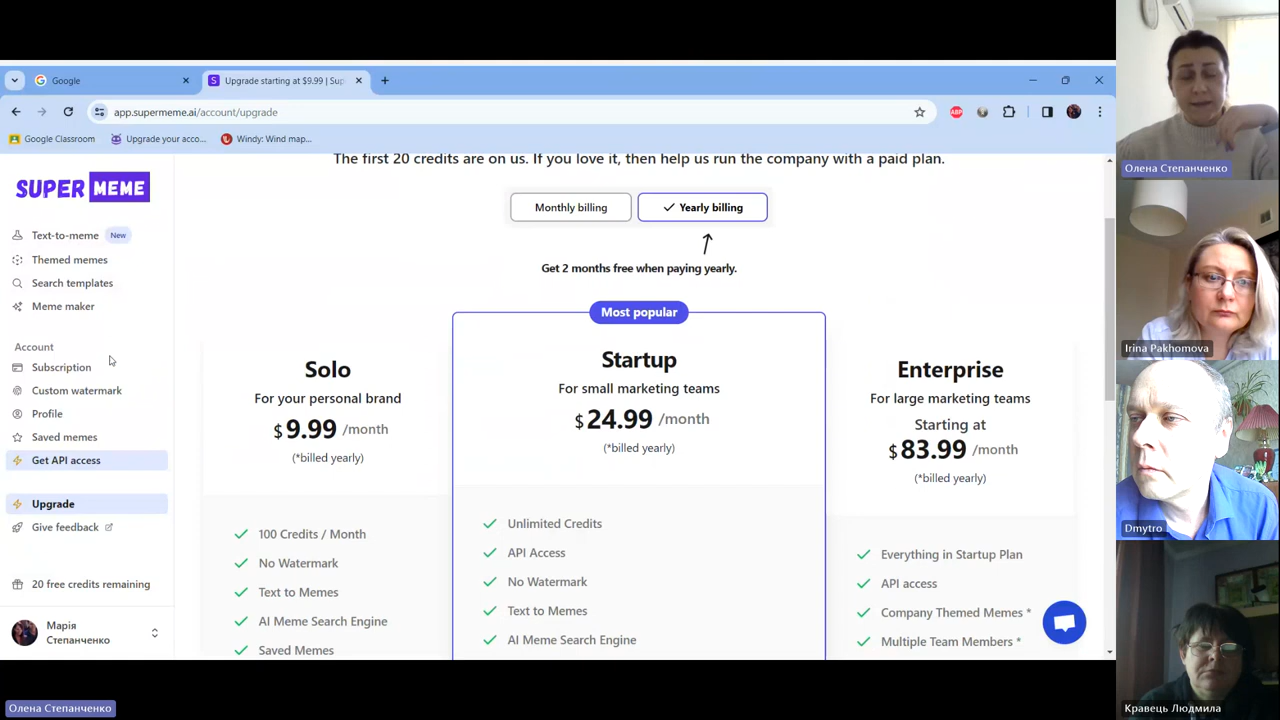 Google
Upgrade starting at $9.99 | Sup
app.supermeme.ai/account/upgrade
ABP
Google Classroom
Upgrade your acco...
Windy: Wind map...
SUPER MEME
Text-to-meme New
Themed memes
Search templates
Meme maker
Account
Subscription
Custom watermark
Profile
Saved memes
Get API access
Upgrade
Give feedback
20 free credits remaining
Марія
Степанченко
The first 20 credits are on us. If you love it, then help us run the company with a paid plan.
Monthly billing
Yearly billing
Get 2 months free when paying yearly.
Solo
For your personal brand
$ 9.99 /month
(*billed yearly)
100 Credits / Month
No Watermark
Text to Memes
AI Meme Search Engine
Saved Memes
Most popular
Startup
For small marketing teams
$ 24.99 /month
(*billed yearly)
Unlimited Credits
API Access
No Watermark
Text to Memes
AI Meme Search Engine
Enterprise
For large marketing teams
Starting at
$ 83.99 /month
(*billed yearly)
Everything in Startup Plan
API access
Company Themed Memes *
Multiple Team Members *
Олена Степанченко
Олена Степанченко
Irina Pakhomova
Dmytro
Кравець Людмила